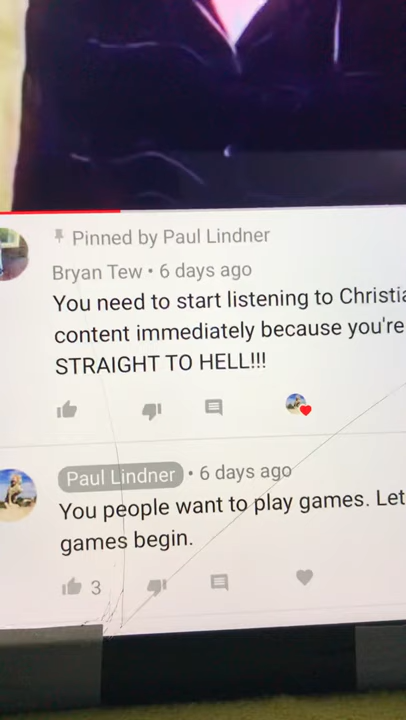 Pinned by Paul Lindner
Bryan Tew • 6 days ago
You need to start listening to
content immediately because you're
STRAIGHT TO HELL!!!
Paul Lindner • 6 days ago
You people want to play games. Let
games begin.
3